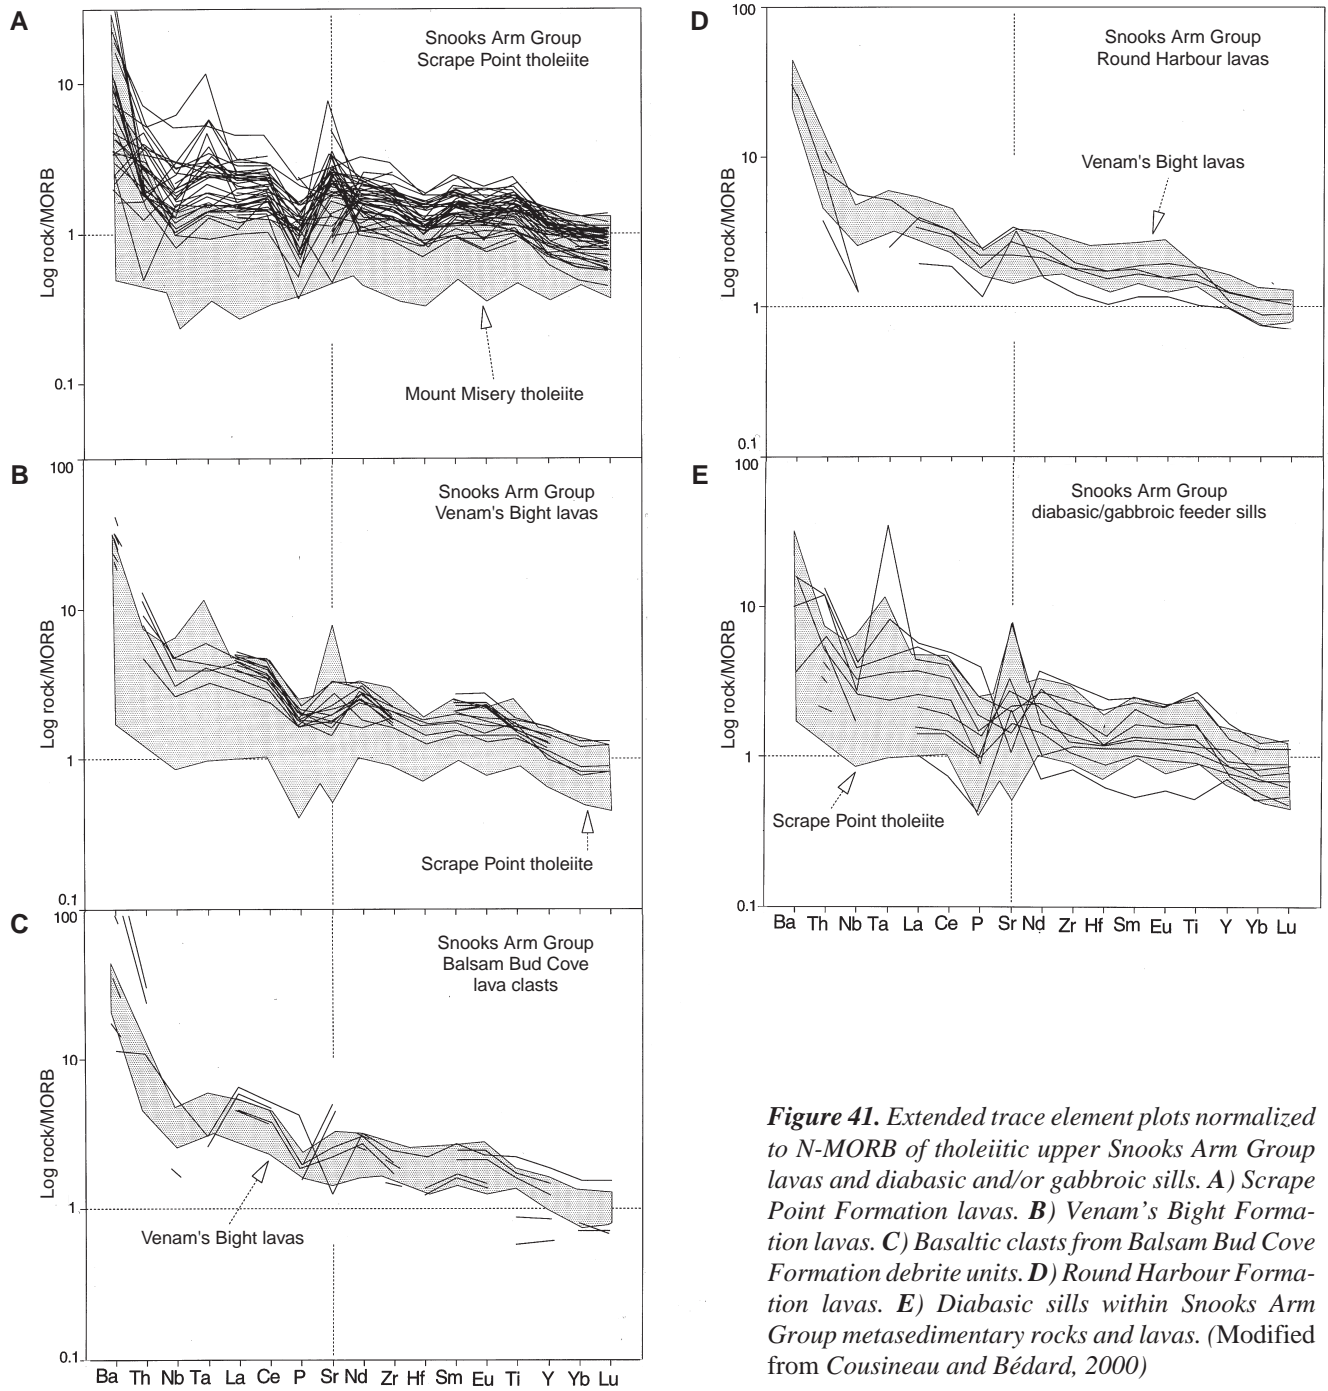 A
Snooks Arm Group
Scrape Point tholeiite
10
1
0.1
Log rock/MORB
Mount Misery tholeiite
B
100
Snooks Arm Group
Venam's Bight lavas
10
1
0.1
Log rock/MORB
Scrape Point tholeiite
C
100
Snooks Arm Group
Balsam Bud Cove
lava clasts
10
1
0.1
Log rock/MORB
Venam's Bight lavas
Ba Th Nb Ta La Ce P Sr Nd Zr Hf Sm Eu Ti Y Yb Lu
D
100
Snooks Arm Group
Round Harbour lavas
10
1
0.1
Log rock/MORB
Venam's Bight lavas
E
100
Snooks Arm Group
diabasic/gabbroic feeder sills
10
1
0.1
Log rock/MORB
Scrape Point tholeiite
Ba Th Nb Ta La Ce P Sr Nd Zr Hf Sm Eu Ti Y Yb Lu
Figure 41. Extended trace element plots normalized
to N-MORB of tholeiitic upper Snooks Arm Group
lavas and diabasic and/or gabbroic sills. A) Scrape
Point Formation lavas. B) Venam's Bight Forma-
tion lavas. C) Basaltic clasts from Balsam Bud Cove
Formation debrite units. D) Round Harbour Forma-
tion lavas. E) Diabasic sills within Snooks Arm
Group metasedimentary rocks and lavas. (Modified
from Cousineau and Bédard, 2000)